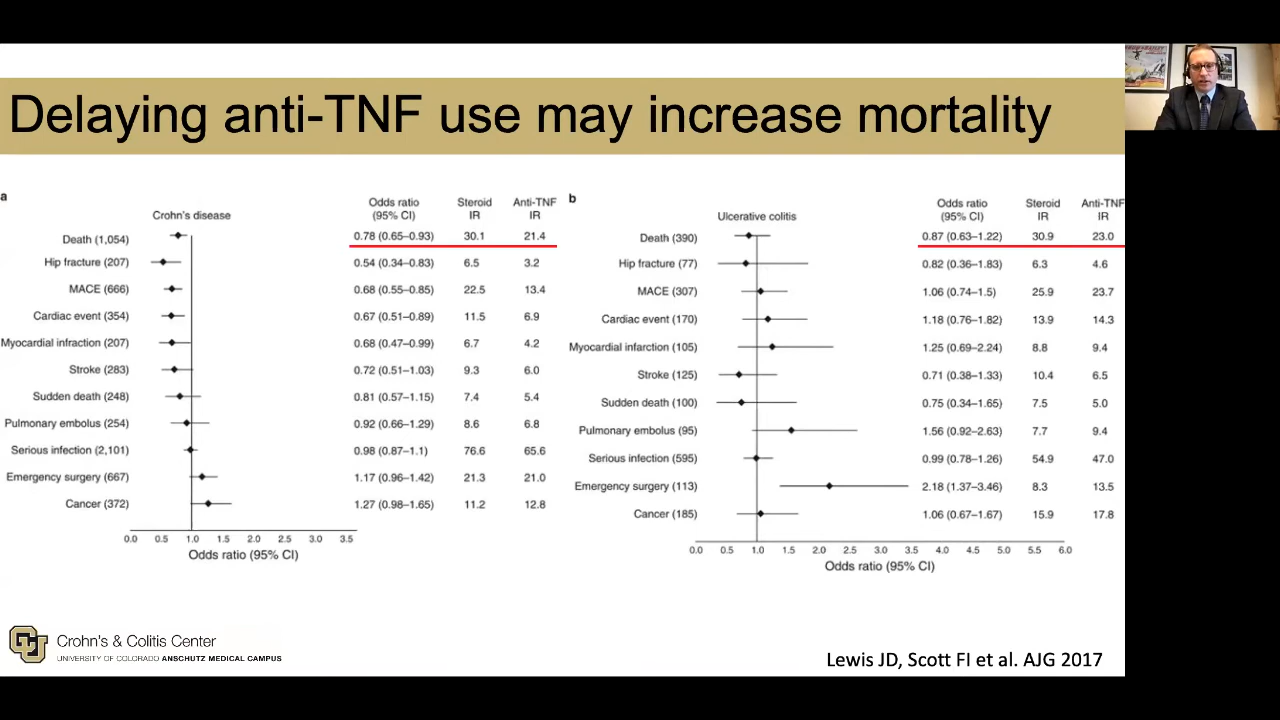 Delaying anti-TNF use may increase mortality
a
Crohn's disease
Odds ratio (95% CI) Steroid IR Anti-TNF IR
Death (1,054) 0.78 (0.65–0.93) 30.1 21.4
Hip fracture (207) 0.54 (0.34–0.83) 6.5 3.2
MACE (666) 0.68 (0.55–0.85) 22.5 13.4
Cardiac event (354) 0.67 (0.51–0.89) 11.5 6.9
Myocardial infraction (207) 0.68 (0.47–0.99) 6.7 4.2
Stroke (283) 0.72 (0.51–1.03) 9.3 6.0
Sudden death (248) 0.81 (0.57–1.15) 7.4 5.4
Pulmonary embolus (254) 0.92 (0.66–1.29) 8.6 6.8
Serious infection (2,101) 0.98 (0.87–1.1) 76.6 65.6
Emergency surgery (667) 1.17 (0.96–1.42) 21.3 21.0
Cancer (372) 1.27 (0.98–1.65) 11.2 12.8
0.0 0.5 1.0 1.5 2.0 2.5 3.0 3.5
Odds ratio (95% CI)
b
Ulcerative colitis
Odds ratio (95% CI) Steroid IR Anti-TNF IR
Death (390) 0.87 (0.63–1.22) 30.9 23.0
Hip fracture (77) 0.82 (0.36–1.83) 6.3 4.6
MACE (307) 1.06 (0.74–1.5) 25.9 23.7
Cardiac event (170) 1.18 (0.76–1.82) 13.9 14.3
Myocardial infarction (105) 1.25 (0.69–2.24) 8.8 9.4
Stroke (125) 0.71 (0.38–1.33) 10.4 6.5
Sudden death (100) 0.75 (0.34–1.65) 7.5 5.0
Pulmonary embolus (95) 1.56 (0.92–2.63) 7.7 9.4
Serious infection (595) 0.99 (0.78–1.26) 54.9 47.0
Emergency surgery (113) 2.18 (1.37–3.46) 8.3 13.5
Cancer (185) 1.06 (0.67–1.67) 15.9 17.8
0.0 0.5 1.0 1.5 2.0 2.5 3.0 3.5 4.0 4.5 5.0 5.5 6.0
Odds ratio (95% CI)
CU
Crohn's & Colitis Center
UNIVERSITY OF COLORADO ANSCHUTZ MEDICAL CAMPUS
Lewis JD, Scott FI et al. AJG 2017